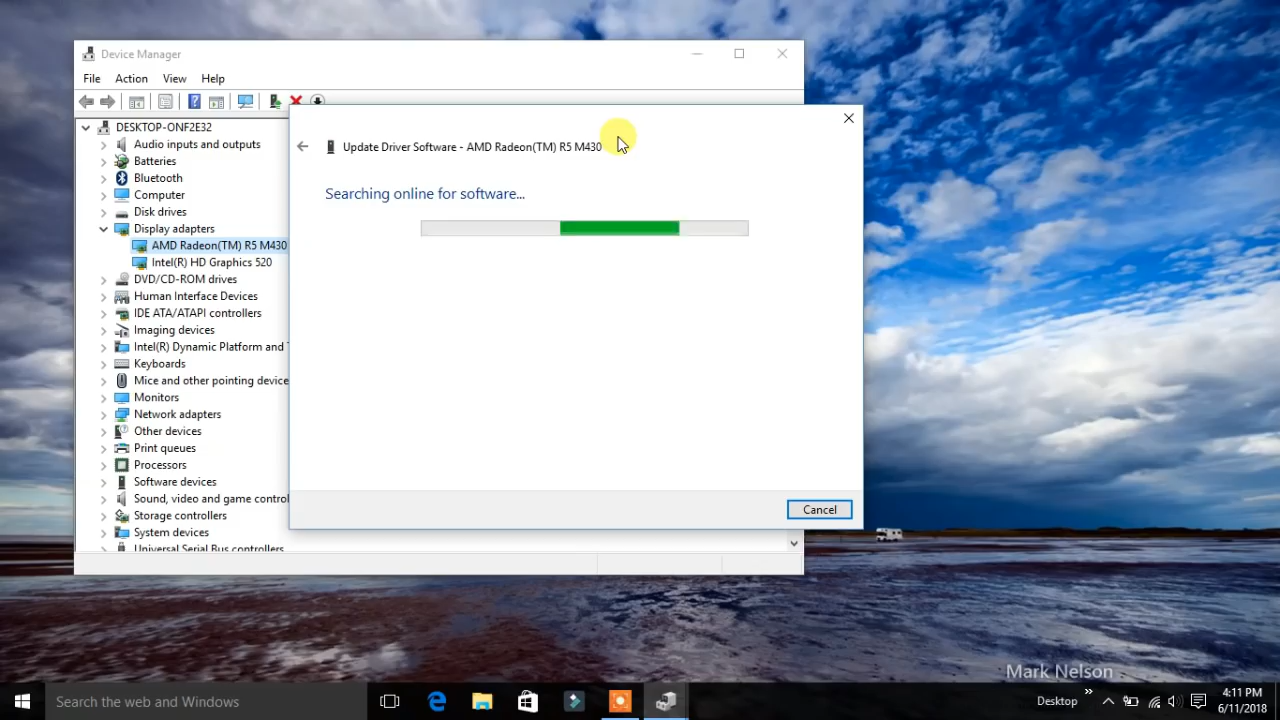 Device Manager
File Action View Help
DESKTOP-ONF2E32
Audio inputs and outputs
Batteries
Bluetooth
Computer
Disk drives
Display adapters
AMD Radeon(TM) R5 M430
Intel(R) HD Graphics 520
DVD/CD-ROM drives
Human Interface Devices
IDE ATA/ATAPI controllers
Imaging devices
Intel(R) Dynamic Platform and T
Keyboards
Mice and other pointing device
Monitors
Network adapters
Other devices
Print queues
Processors
Software devices
Sound, video and game control
Storage controllers
System devices
Universal Serial Bus controllers
Update Driver Software - AMD Radeon(TM) R5 M430
Searching online for software...
Cancel
Mark Nelson
Search the web and Windows
Desktop
4:11 PM
6/11/2018